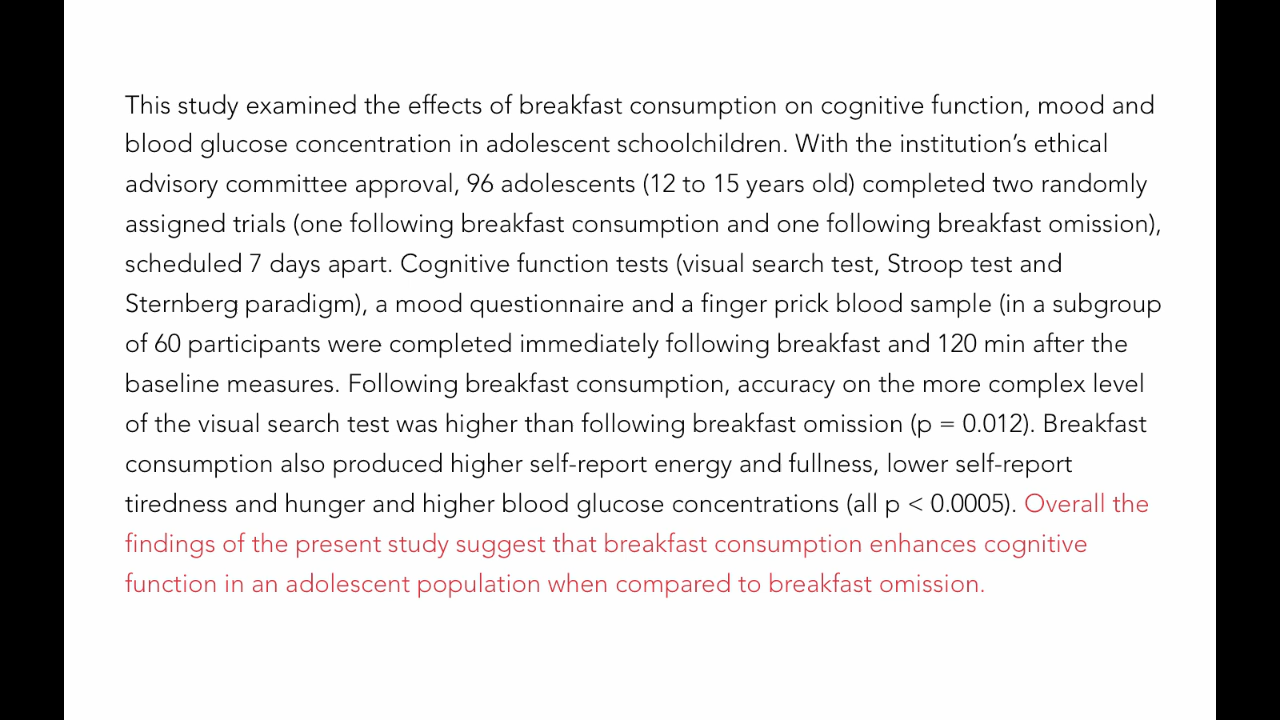 This study examined the effects of breakfast consumption on cognitive function, mood and
blood glucose concentration in adolescent schoolchildren. With the institution’s ethical
advisory committee approval, 96 adolescents (12 to 15 years old) completed two randomly
assigned trials (one following breakfast consumption and one following breakfast omission),
scheduled 7 days apart. Cognitive function tests (visual search test, Stroop test and
Sternberg paradigm), a mood questionnaire and a finger prick blood sample (in a subgroup
of 60 participants were completed immediately following breakfast and 120 min after the
baseline measures. Following breakfast consumption, accuracy on the more complex level
of the visual search test was higher than following breakfast omission (p = 0.012). Breakfast
consumption also produced higher self-report energy and fullness, lower self-report
tiredness and hunger and higher blood glucose concentrations (all p < 0.0005). Overall the
findings of the present study suggest that breakfast consumption enhances cognitive
function in an adolescent population when compared to breakfast omission.